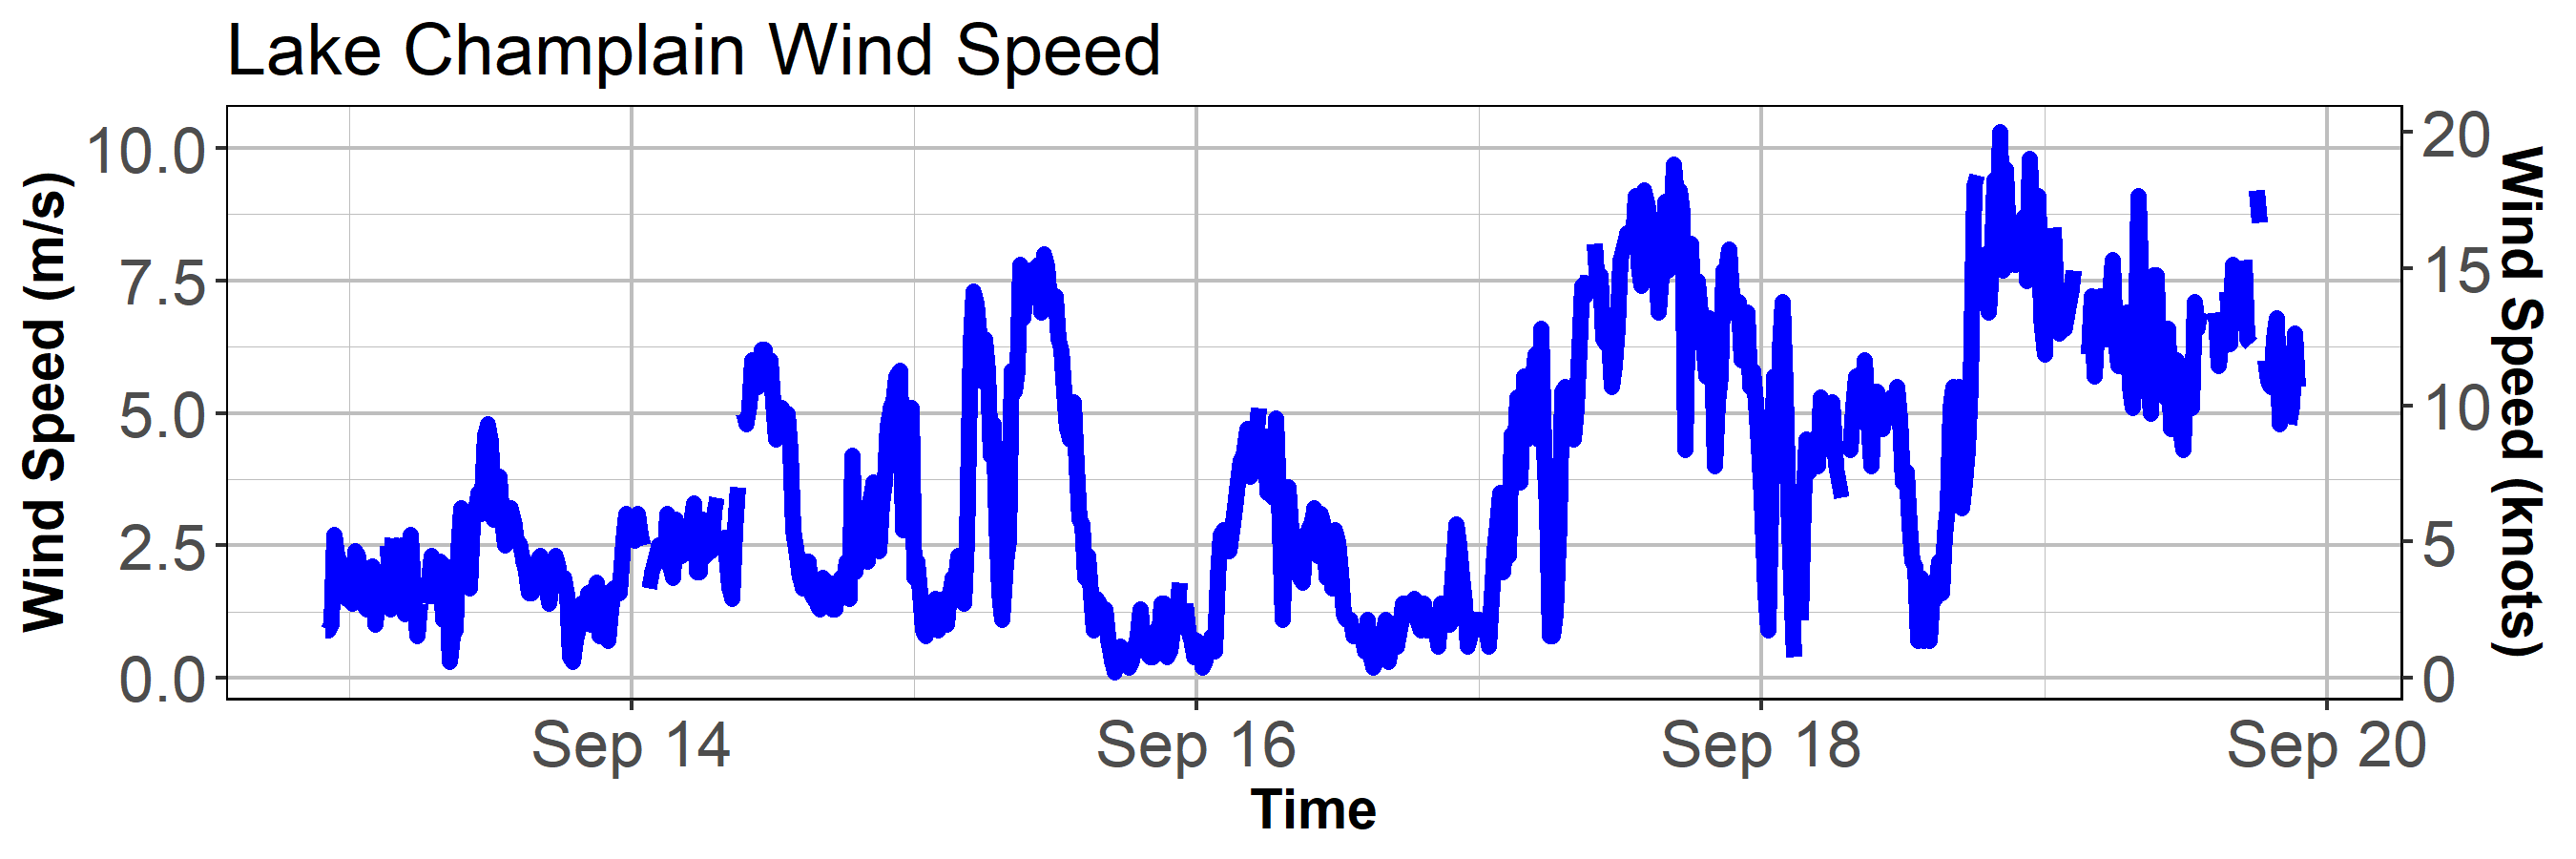 Lake Champlain Wind Speed
Wind Speed (m/s)
10.0
7.5
5.0
2.5
0.0
20
15
10
5
0
Wind Speed (knots)
Sep 14
Sep 16
Sep 18
Sep 20
Time